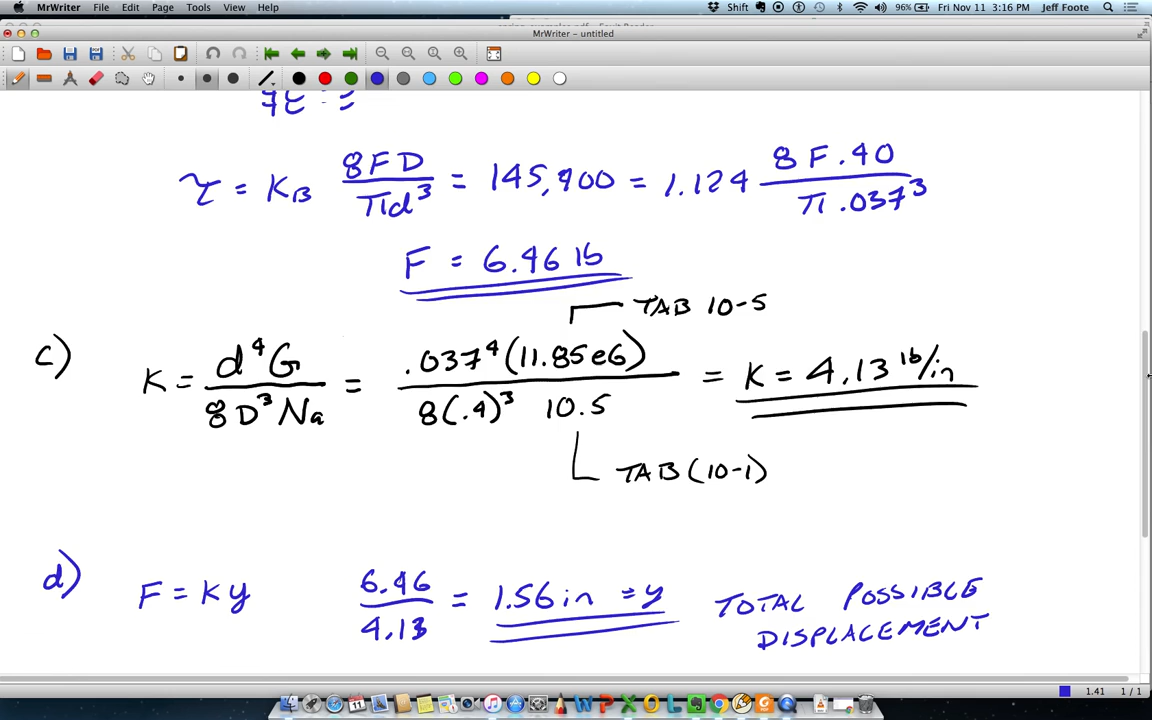 MrWriter File Edit Tools View Help Shift 96% Fri Nov 11 3:16 PM Jeff Foote
MrWriter - untitled
τ = K_B 8FD/πd³ = 145,900 = 1.124 8F.40/π.037³
F = 6.46 lb
TAB 10-5
c) K = d⁴G/8D³Na = .037⁴(11.85e6)/8(.4)³ 10.5 = K = 4.13 lb/in
TAB (10-1)
d) F = Ky 6.46/4.13 = 1.56 in = y TOTAL POSSIBLE
DISPLACEMENT
1.41 1 / 1